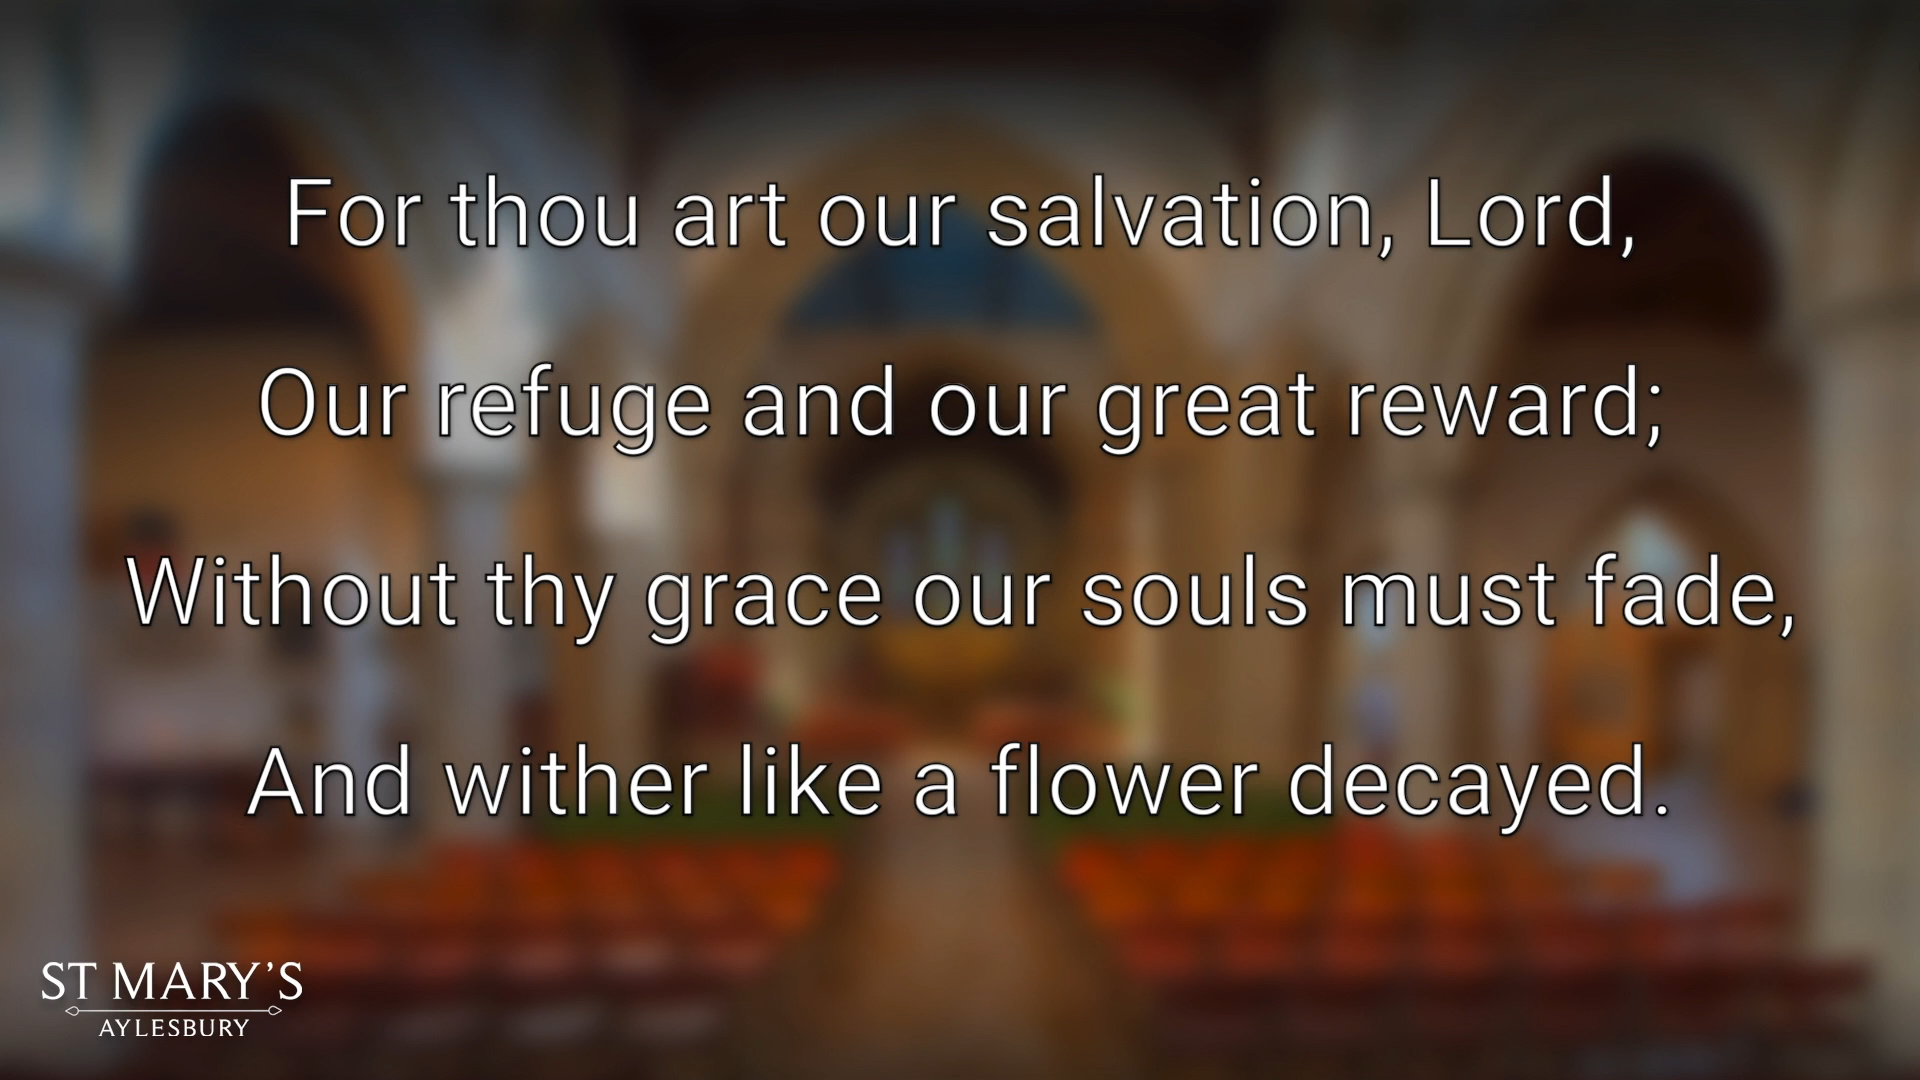 For thou art our salvation, Lord,
Our refuge and our great reward;
Without thy grace our souls must fade,
And wither like a flower decayed.
ST MARY'S
AYLESBURY